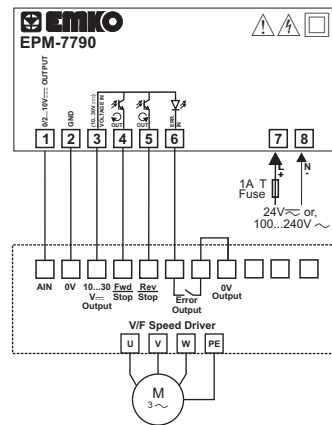 EMKO
EPM-7790
0/2...10V⎓ OUTPUT
GND
(10...30V⎓)
VOLTAGE IN
OUT
OUT
ERR.
IN
1 2 3 4 5 6 7 8
L N
+ -
1A T
Fuse
24V⎓~ or,
100...240V ~
AIN 0V 10...30 V⎓ Output Fwd Stop Rev Stop Error Output 0V Output
V/F Speed Driver
U V W PE
M
3 ~